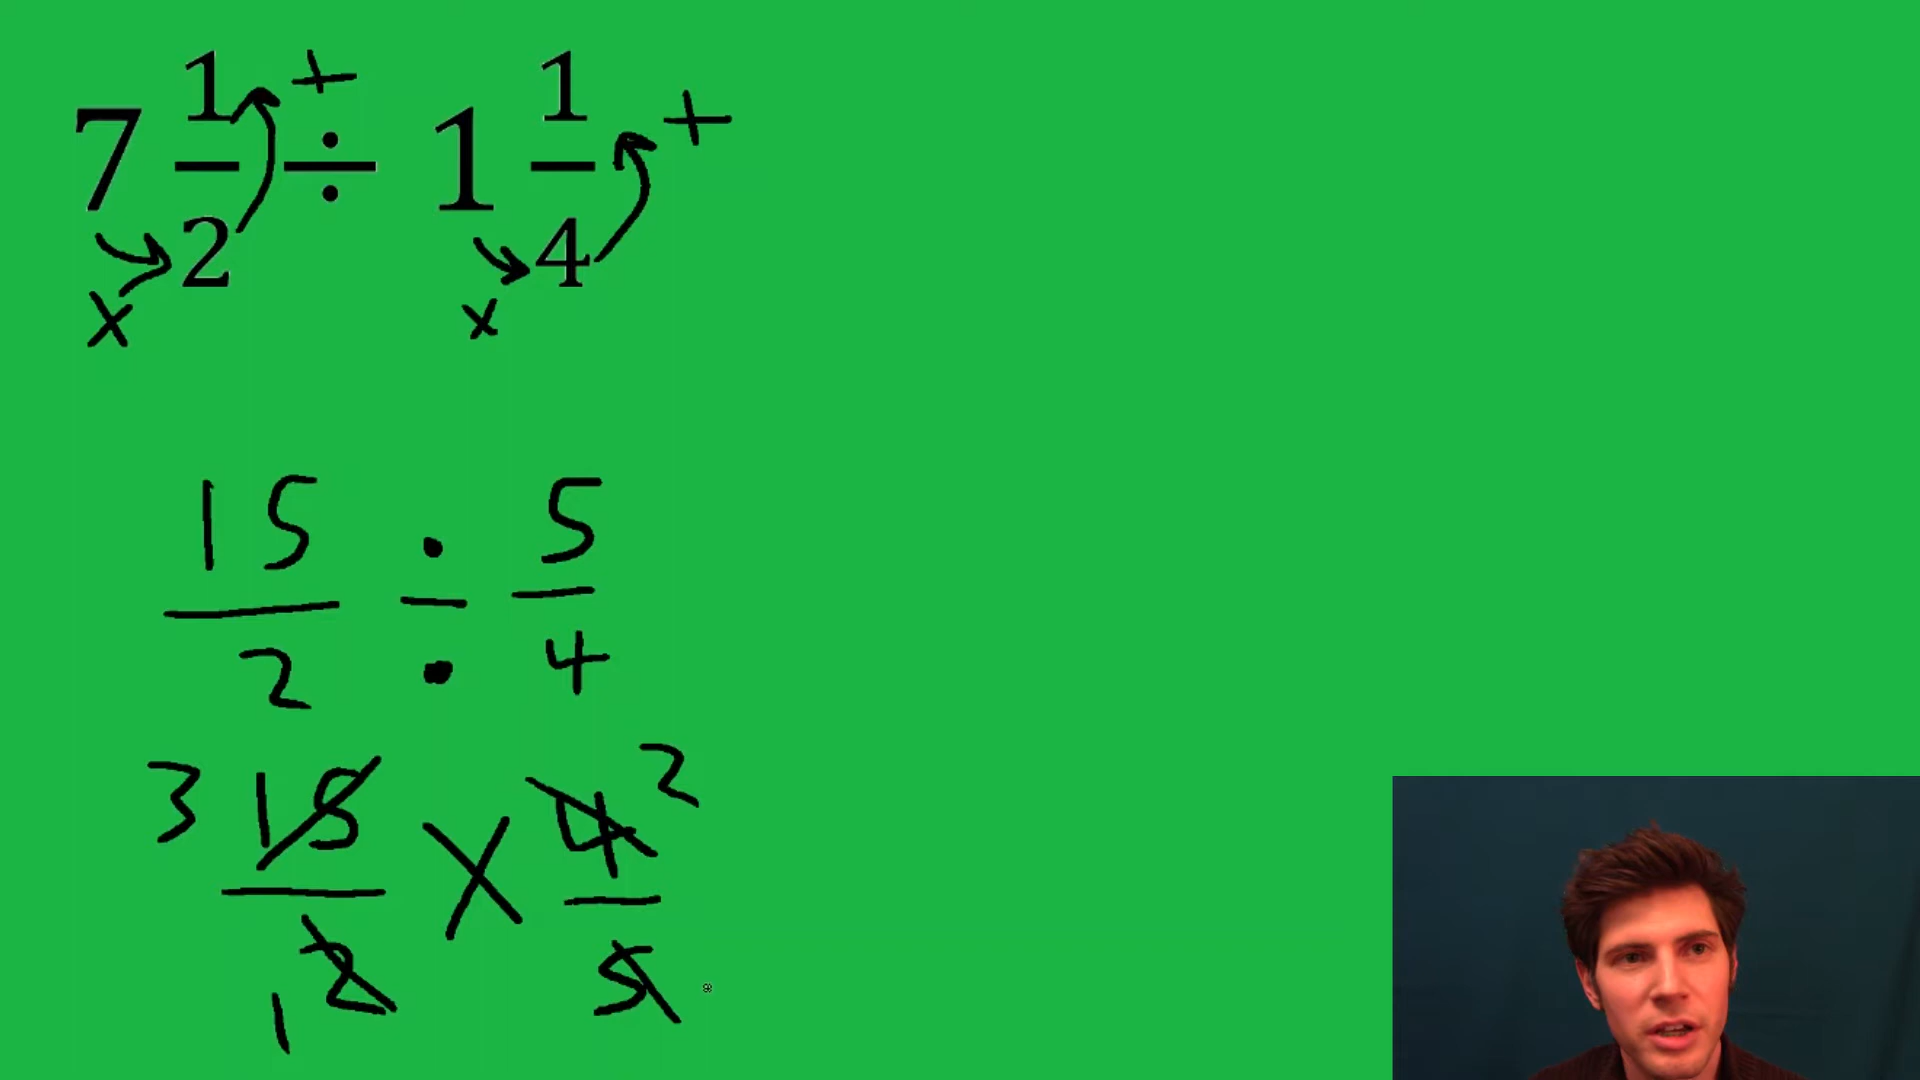 7 1/2 ÷ 1 1/4
+ +
x x
15/2 ÷ 5/4
3 15/2 X 4/5 2
1